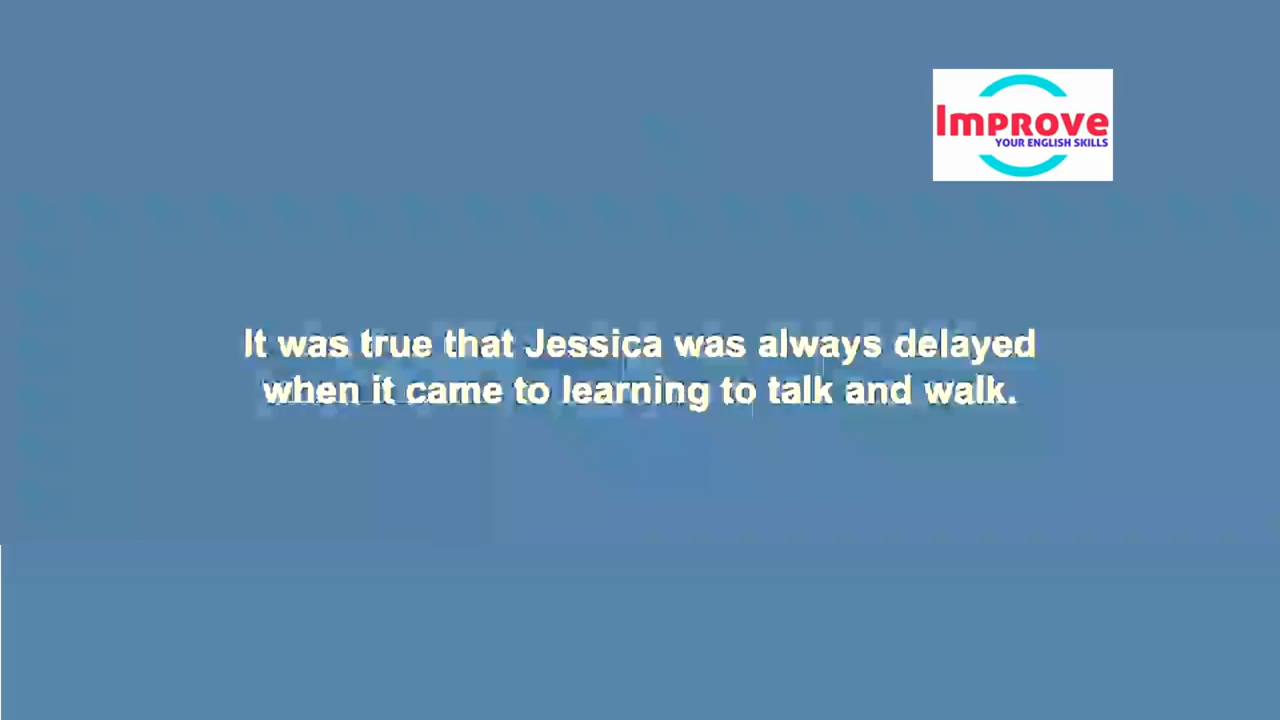 Improve
YOUR ENGLISH SKILLS
It was true that Jessica was always delayed
when it came to learning to talk and walk.